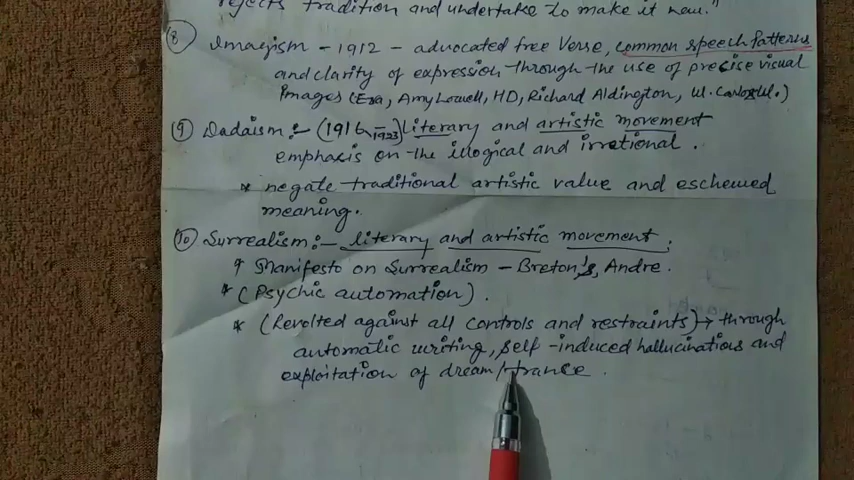 rejects tradition and undertake to make it new."
8 Imagism - 1912 - advocated free Verse, common speech Patterns
and clarity of expression through the use of precise visual
Images (Ezra, Amy Lowell, HD, Richard Aldington, W.
9 Dadaism :- (1916-1923) literary and artistic movement
emphasis on the illogical and irretional.
* negate traditional artistic value and eschewed
meaning.
10 Surrealism :- literary and artistic movement.
* Manifesto on Surrealism - Breton's, Andre.
* (Psychic automation).
* (Revolted against all controls and restraints) → through
automatic writing, self-induced hallucinations and
exploitation of dream/trance.